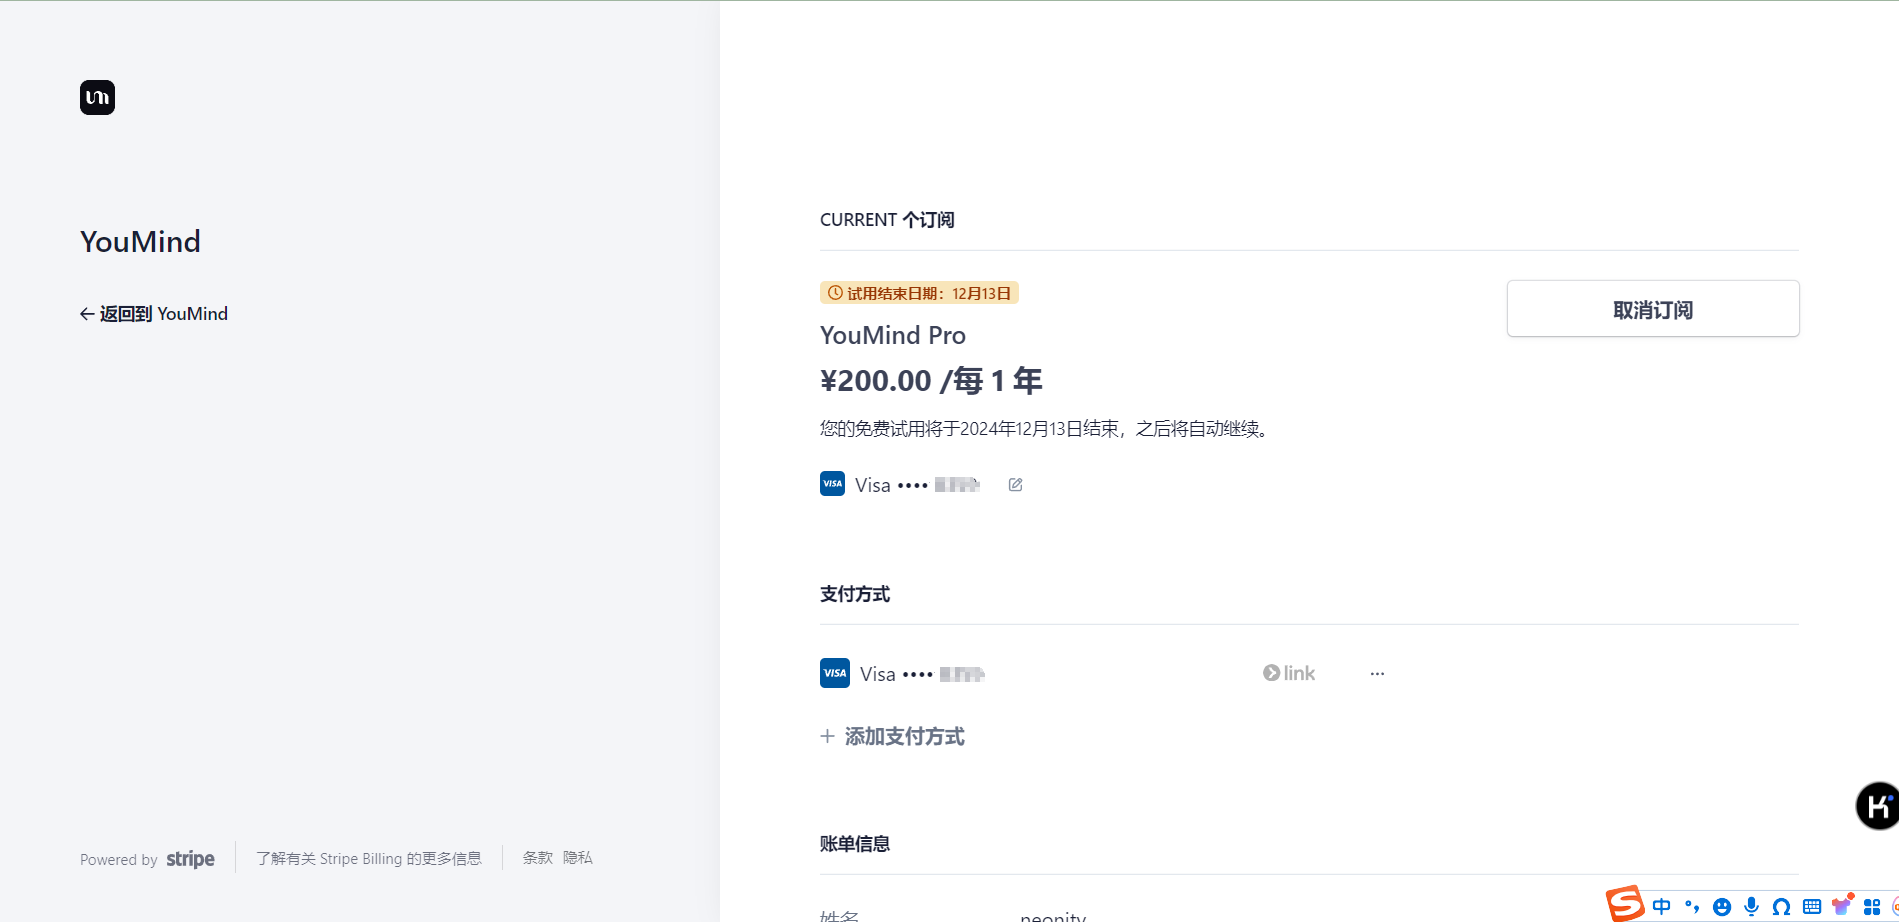 um
YouMind
← 返回到 YouMind
Powered by stripe
了解有关 Stripe Billing 的更多信息
条款 隐私
CURRENT 个订阅
试用结束日期：12月13日
取消订阅
YouMind Pro
¥200.00 /每 1 年
您的免费试用将于2024年12月13日结束，之后将自动继续。
VISA Visa ••••
支付方式
VISA Visa •••• link ...
+ 添加支付方式
账单信息
姓名 neonity
K
S 中